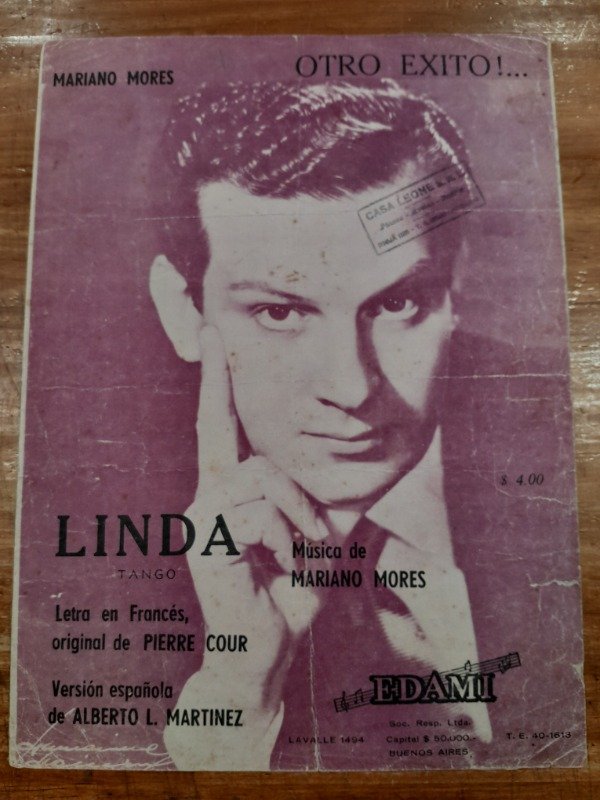 MARIANO MORES
OTRO EXITO!...
CASA LEONE S.R.L.
$ 4.00
LINDA
TANGO
Música de
MARIANO MORES
Letra en Francés,
original de PIERRE COUR
Versión española
de ALBERTO L. MARTINEZ
EDAMI
Soc. Resp. Ltda.
LAVALLE 1494
Capital $ 50.000.-
T. E. 40-1613
BUENOS AIRES